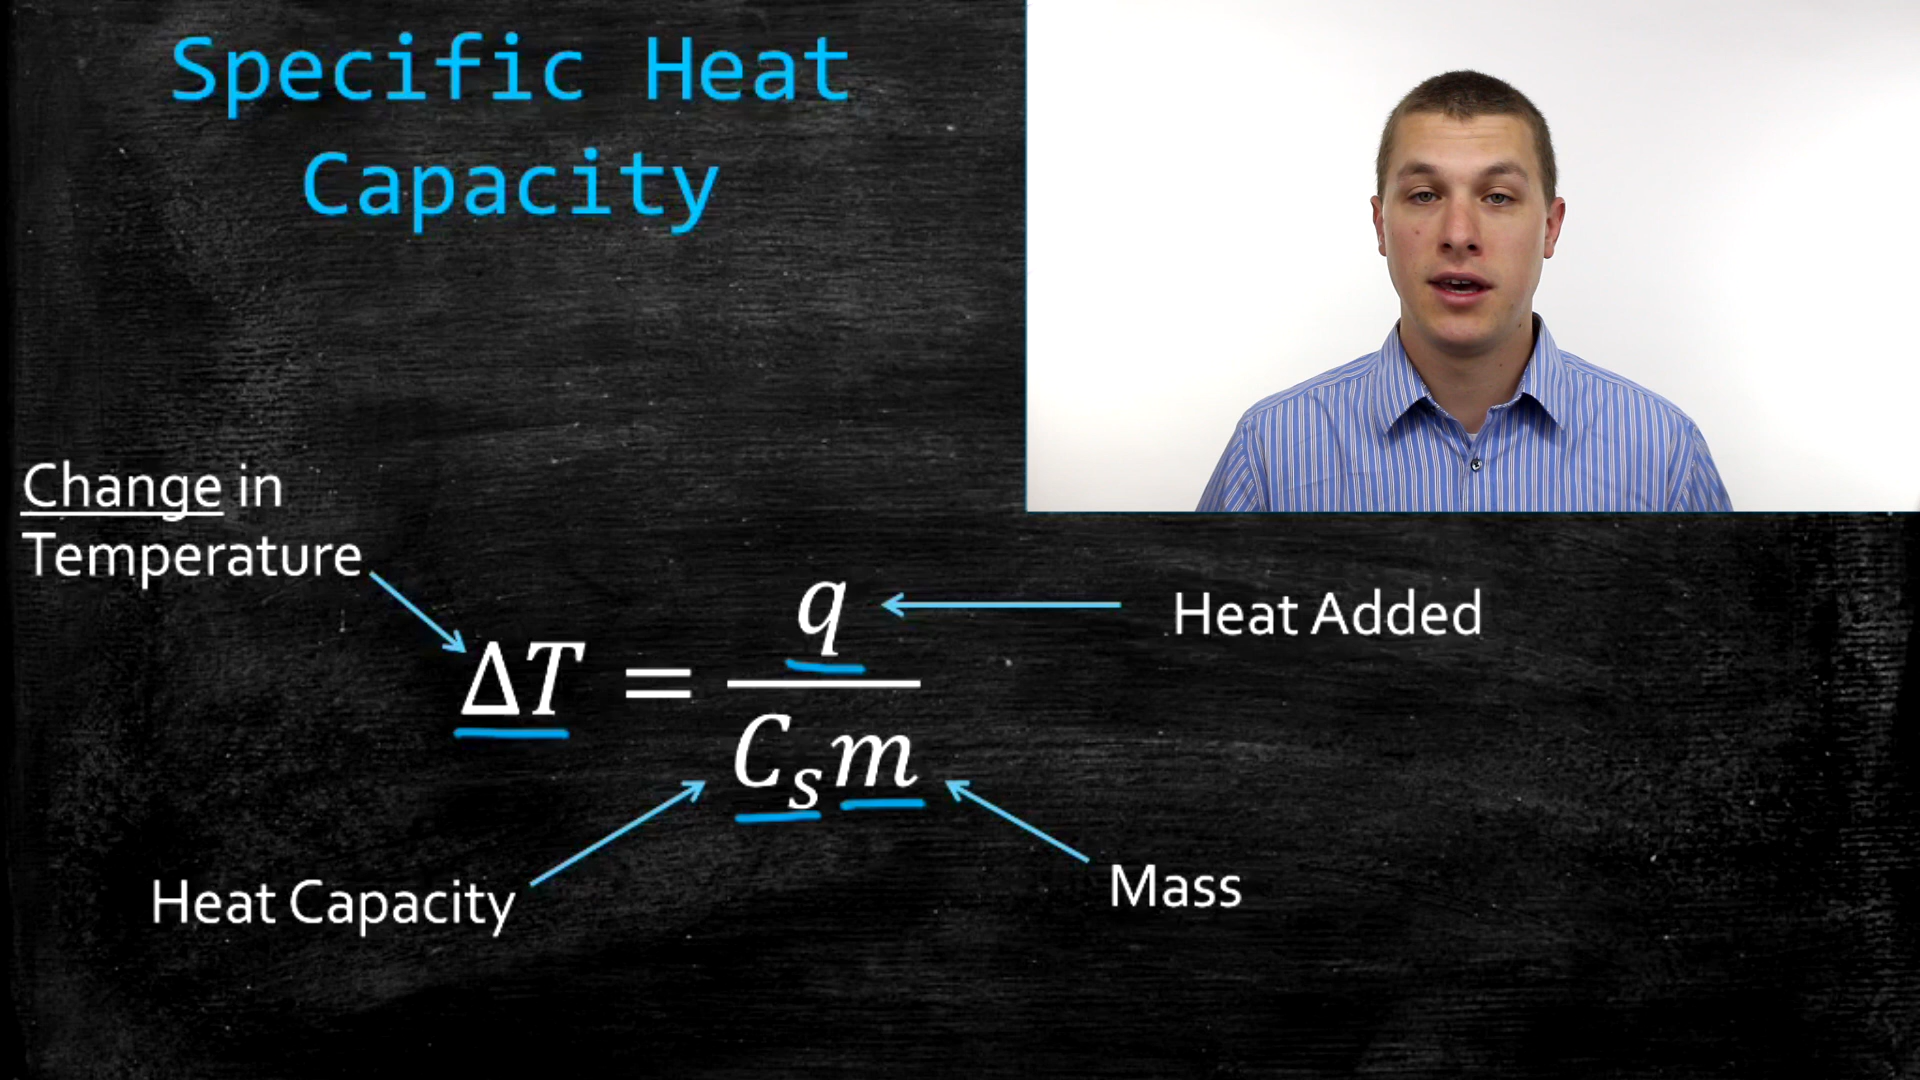 Specific Heat
Capacity
Change in
Temperature
q
Heat Added
ΔT =
C_s m
Heat Capacity
Mass